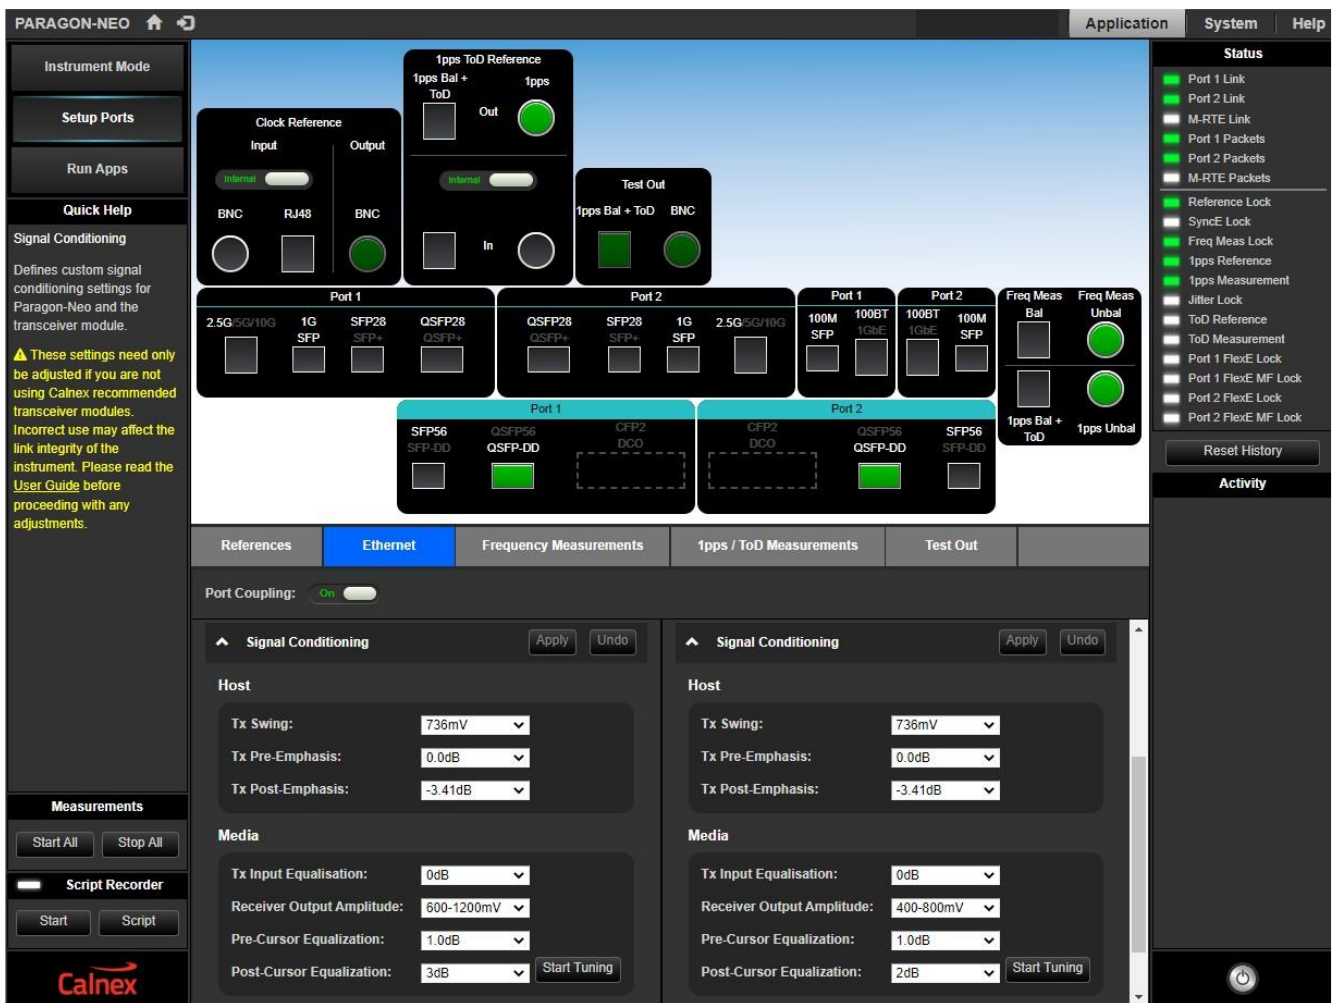 PARAGON-NEO
Application
System
Help
Instrument Mode
Setup Ports
Run Apps
Quick Help
Signal Conditioning
Defines custom signal
conditioning settings for
Paragon-Neo and the
transceiver module.
These settings need only
be adjusted if you are not
using Calnex recommended
transceiver modules.
Incorrect use may affect the
link integrity of the
instrument. Please read the
User Guide before
proceeding with any
adjustments.
Measurements
Start All
Stop All
Script Recorder
Start
Script
Calnex
Clock Reference
Input
Output
Internal
BNC
RJ48
BNC
1pps ToD Reference
1pps Bal +
ToD
1pps
Out
Internal
In
Test Out
1pps Bal + ToD
BNC
Port 1
2.5G/5G/10G
1G
SFP
SFP28
SFP+
QSFP28
QSFP+
Port 2
QSFP28
QSFP+
SFP28
SFP+
1G
SFP
2.5G/5G/10G
Port 1
100M
SFP
100BT
1GbE
Port 2
100BT
1GbE
100M
SFP
Freq Meas
Bal
Freq Meas
Unbal
1pps Bal +
ToD
1pps Unbal
Port 1
SFP56
SFP-DD
QSFP56
QSFP-DD
CFP2
DCO
Port 2
CFP2
DCO
QSFP56
QSFP-DD
SFP56
SFP-DD
References
Ethernet
Frequency Measurements
1pps / ToD Measurements
Test Out
Port Coupling:
On
Signal Conditioning
Apply
Undo
Host
Tx Swing:
736mV
Tx Pre-Emphasis:
0.0dB
Tx Post-Emphasis:
-3.41dB
Media
Tx Input Equalisation:
0dB
Receiver Output Amplitude:
600-1200mV
Pre-Cursor Equalization:
1.0dB
Post-Cursor Equalization:
3dB
Start Tuning
Signal Conditioning
Apply
Undo
Host
Tx Swing:
736mV
Tx Pre-Emphasis:
0.0dB
Tx Post-Emphasis:
-3.41dB
Media
Tx Input Equalisation:
0dB
Receiver Output Amplitude:
400-800mV
Pre-Cursor Equalization:
1.0dB
Post-Cursor Equalization:
2dB
Start Tuning
Status
Port 1 Link
Port 2 Link
M-RTE Link
Port 1 Packets
Port 2 Packets
M-RTE Packets
Reference Lock
SyncE Lock
Freq Meas Lock
1pps Reference
1pps Measurement
Jitter Lock
ToD Reference
ToD Measurement
Port 1 FlexE Lock
Port 1 FlexE MF Lock
Port 2 FlexE Lock
Port 2 FlexE MF Lock
Reset History
Activity